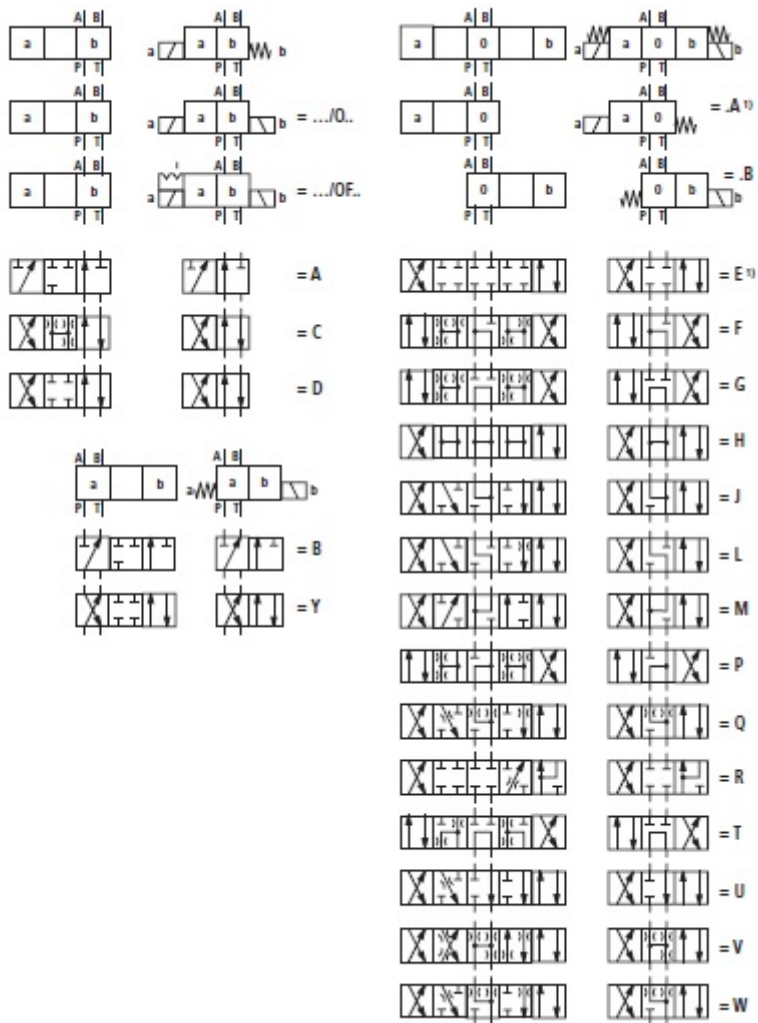 A B
a b
P T
A B
a a b b
P T
A B
a b
P T
A B
a a b b = .../O..
P T
A B
a b
P T
A B
a a b b = .../OF..
P T
= A
= C
= D
A B
a b
P T
A B
a a b b
P T
= B
= Y
A B
a 0 b
P T
A B
a a 0 b b
P T
A B
a 0
P T
A B
a a 0 = .A 1)
P T
A B
0 b
P T
A B
0 b b = .B
P T
= E 1)
= F
= G
= H
= J
= L
= M
= P
= Q
= R
= T
= U
= V
= W